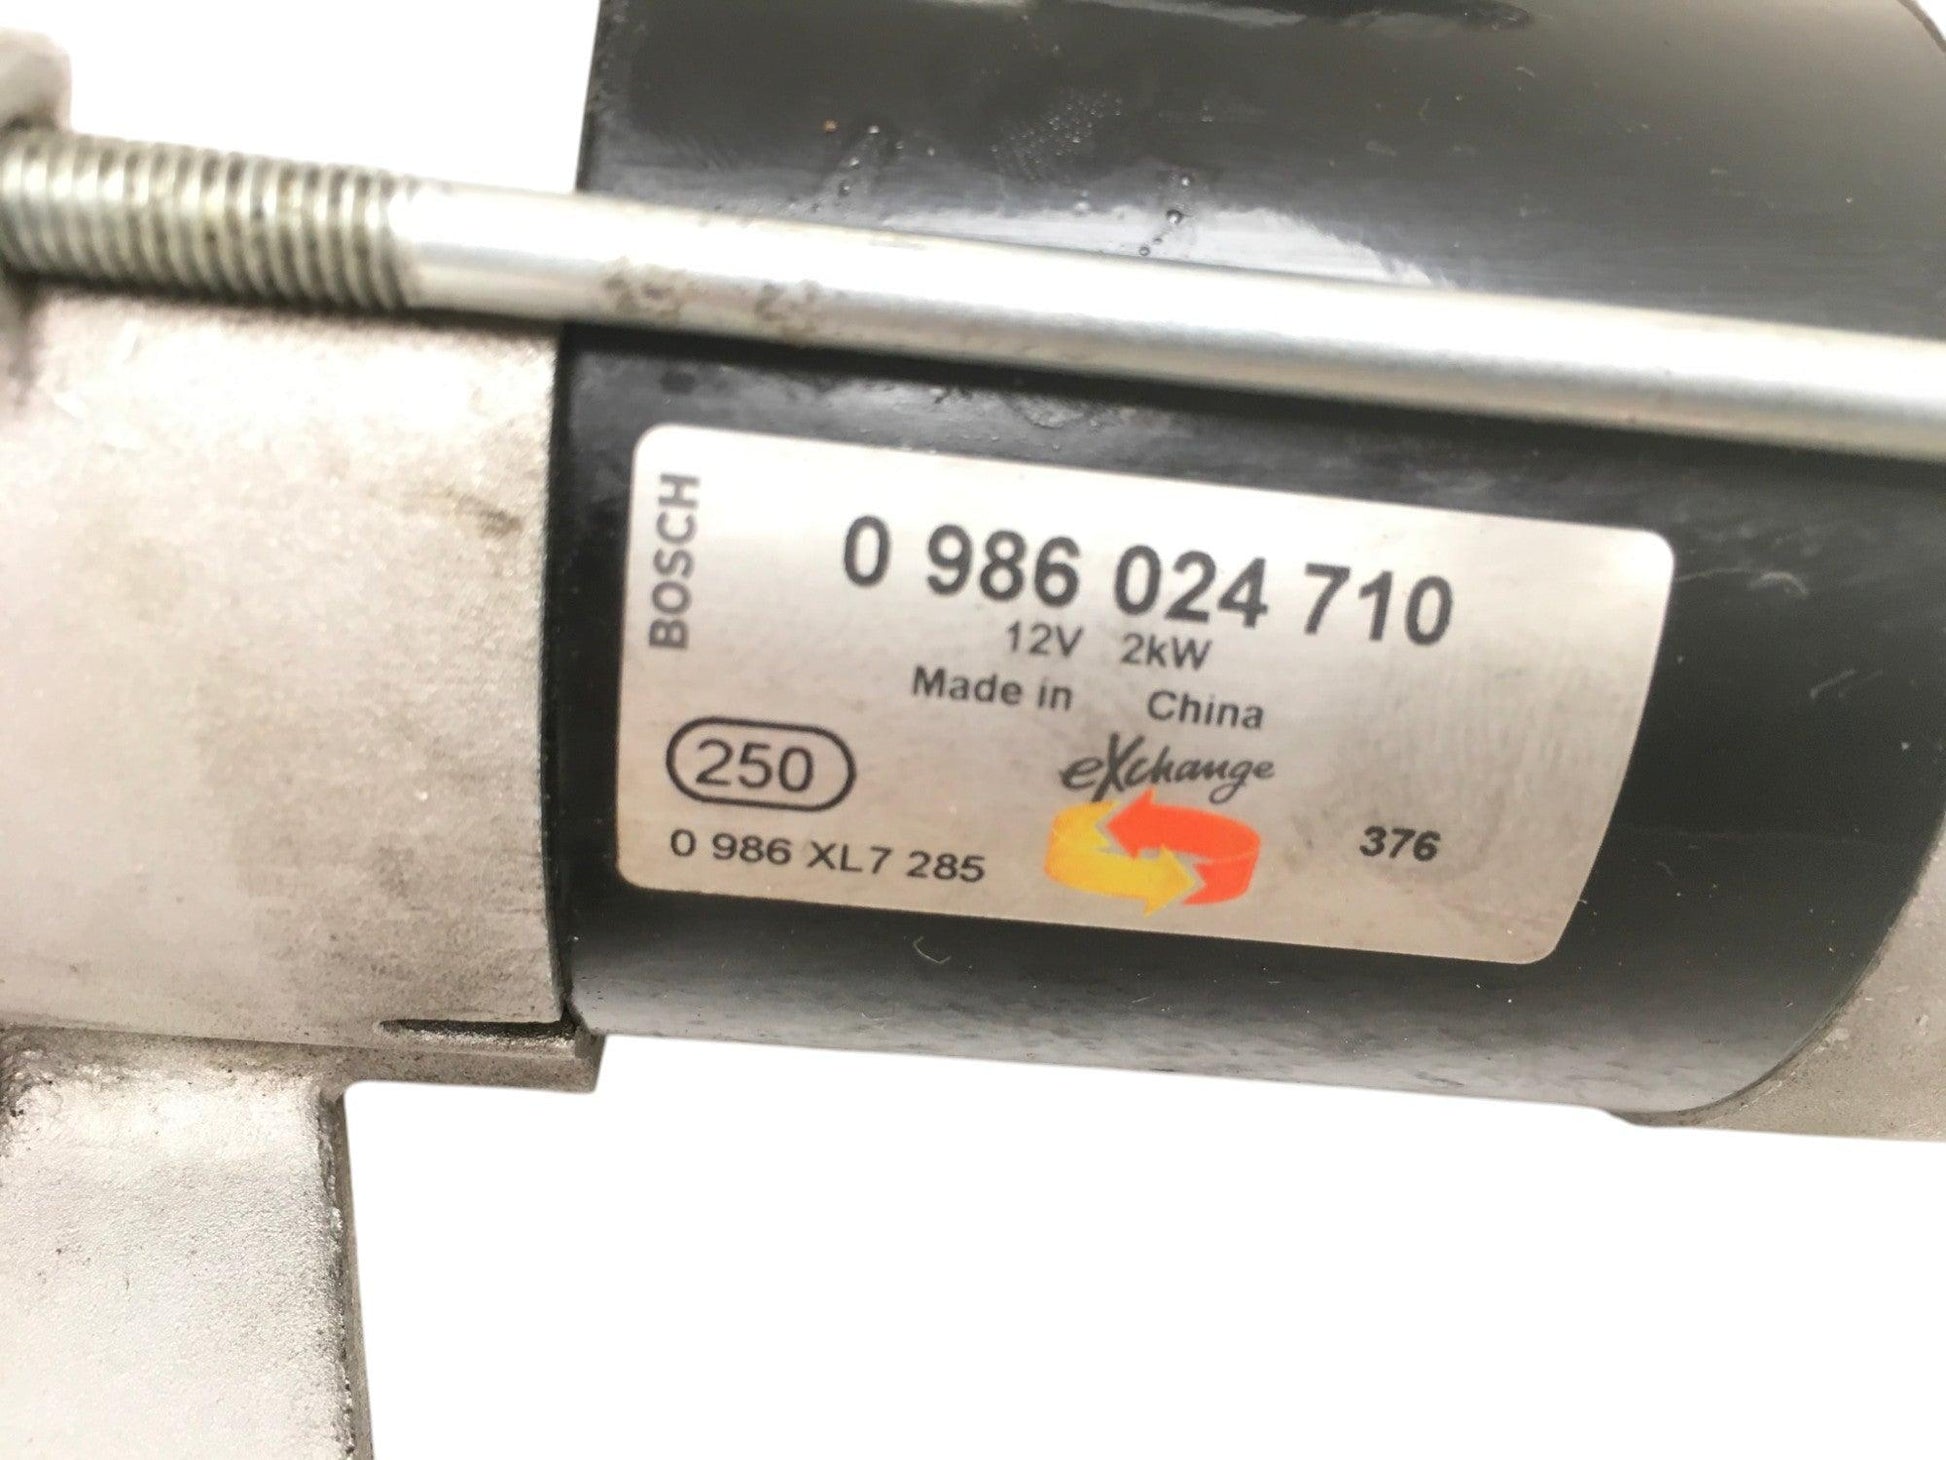 BOSCH
0 986 024 710
12V 2kW
Made in China
eXchange
250
376
0 986 XL7 285